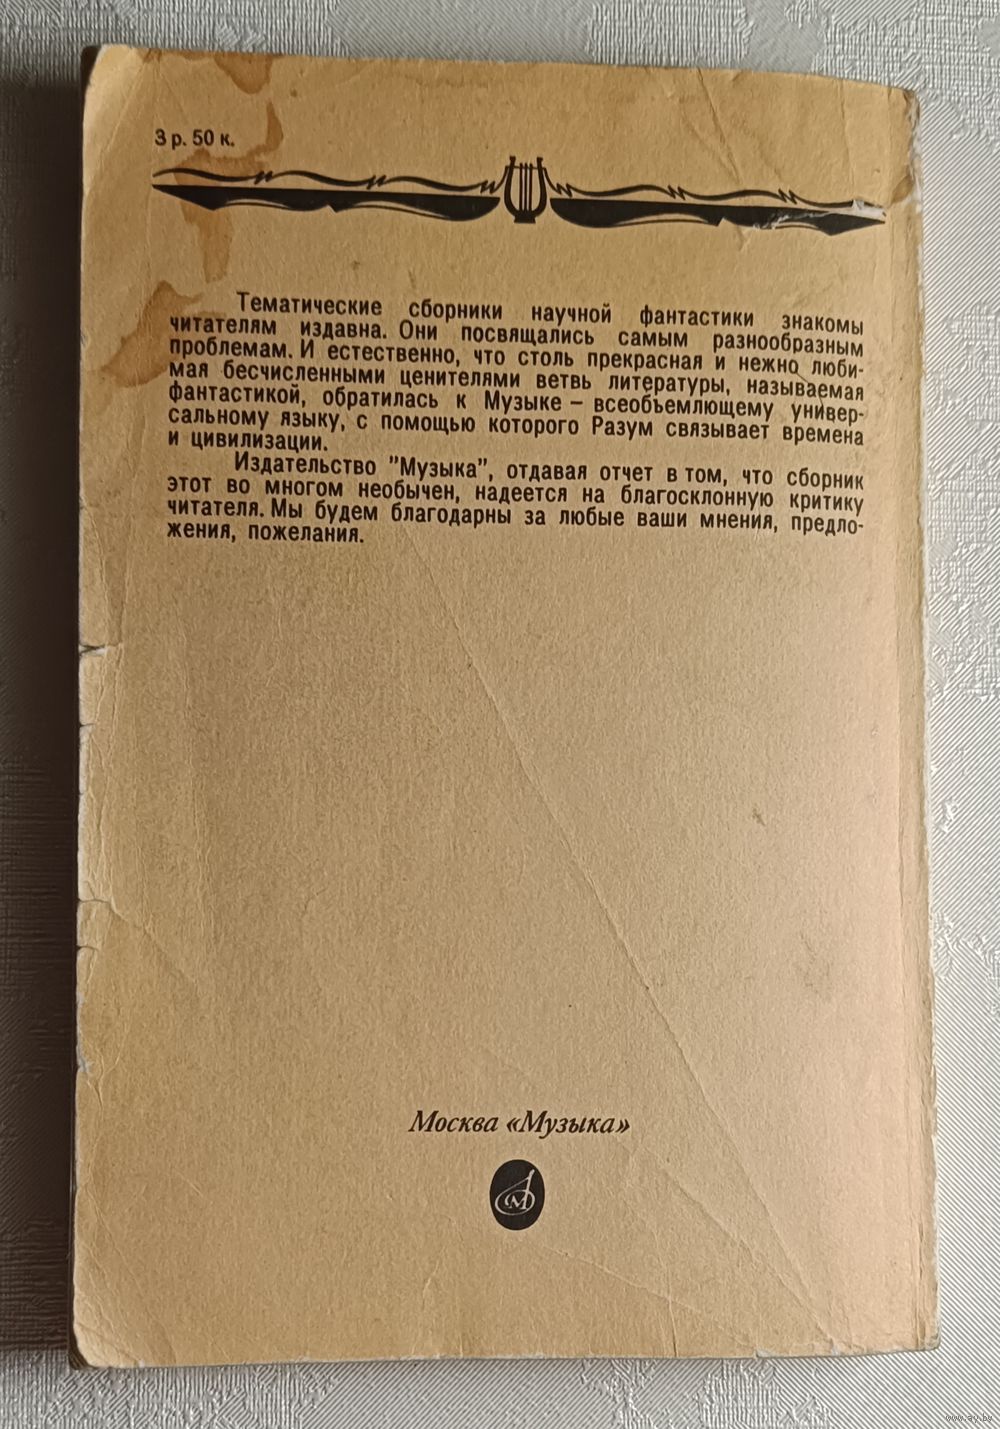 3 р. 50 к.
Тематические сборники научной фантастики знакомы
читателям издавна. Они посвящались самым разнообразным
проблемам. И естественно, что столь прекрасная и нежно люби-
мая бесчисленными ценителями ветвь литературы, называемая
фантастикой, обратилась к Музыке – всеобъемлющему универ-
сальному языку, с помощью которого Разум связывает времена
и цивилизации.
Издательство "Музыка", отдавая отчет в том, что сборник
этот во многом необычен, надеется на благосклонную критику
читателя. Мы будем благодарны за любые ваши мнения, предло-
жения, пожелания.
Москва «Музыка»
М
www.ay.by